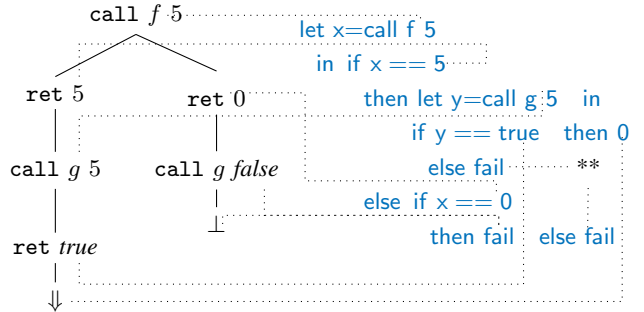 call f 5
let x=call f 5
in if x == 5
ret 5 ret 0 then let y=call g 5 in
if y == true then 0
call g 5 call g false else fail **
else if x == 0
⊥ then fail else fail
ret true
⇓